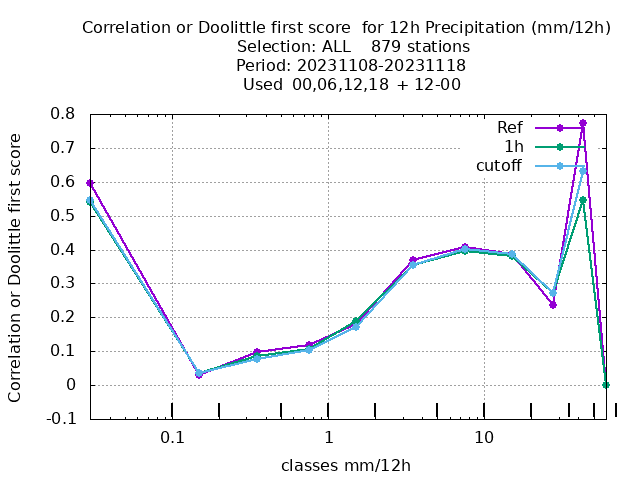 Correlation or Doolittle first score  for 12h Precipitation (mm/12h)
Selection: ALL    879 stations
Period: 20231108-20231118
Used  00,06,12,18  + 12-00
Correlation or Doolittle first score
0.8
0.7
0.6
0.5
0.4
0.3
0.2
0.1
0
-0.1
Ref
1h
cutoff
0.1 1 10
classes mm/12h